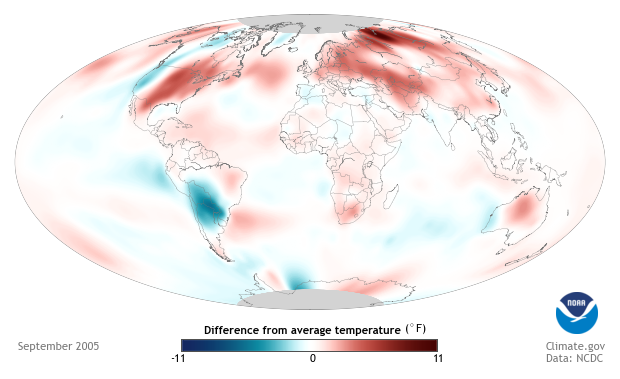 NOAA
Difference from average temperature (°F)
September 2005
-11 0 11
Climate.gov
Data: NCDC